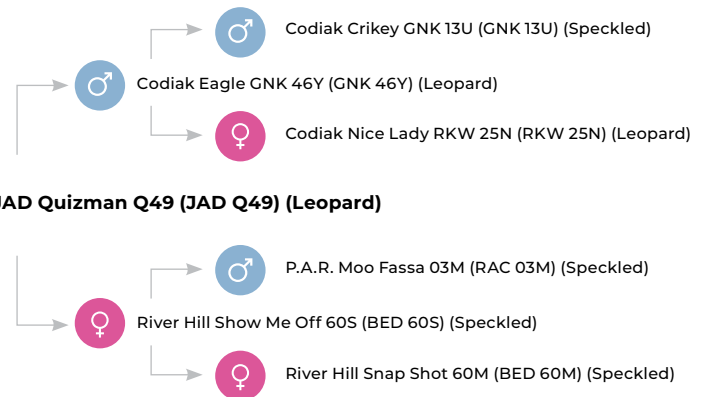 Codiak Crikey GNK 13U (GNK 13U) (Speckled)
Codiak Eagle GNK 46Y (GNK 46Y) (Leopard)
Codiak Nice Lady RKW 25N (RKW 25N) (Leopard)
JAD Quizman Q49 (JAD Q49) (Leopard)
P.A.R. Moo Fassa 03M (RAC 03M) (Speckled)
River Hill Show Me Off 60S (BED 60S) (Speckled)
River Hill Snap Shot 60M (BED 60M) (Speckled)